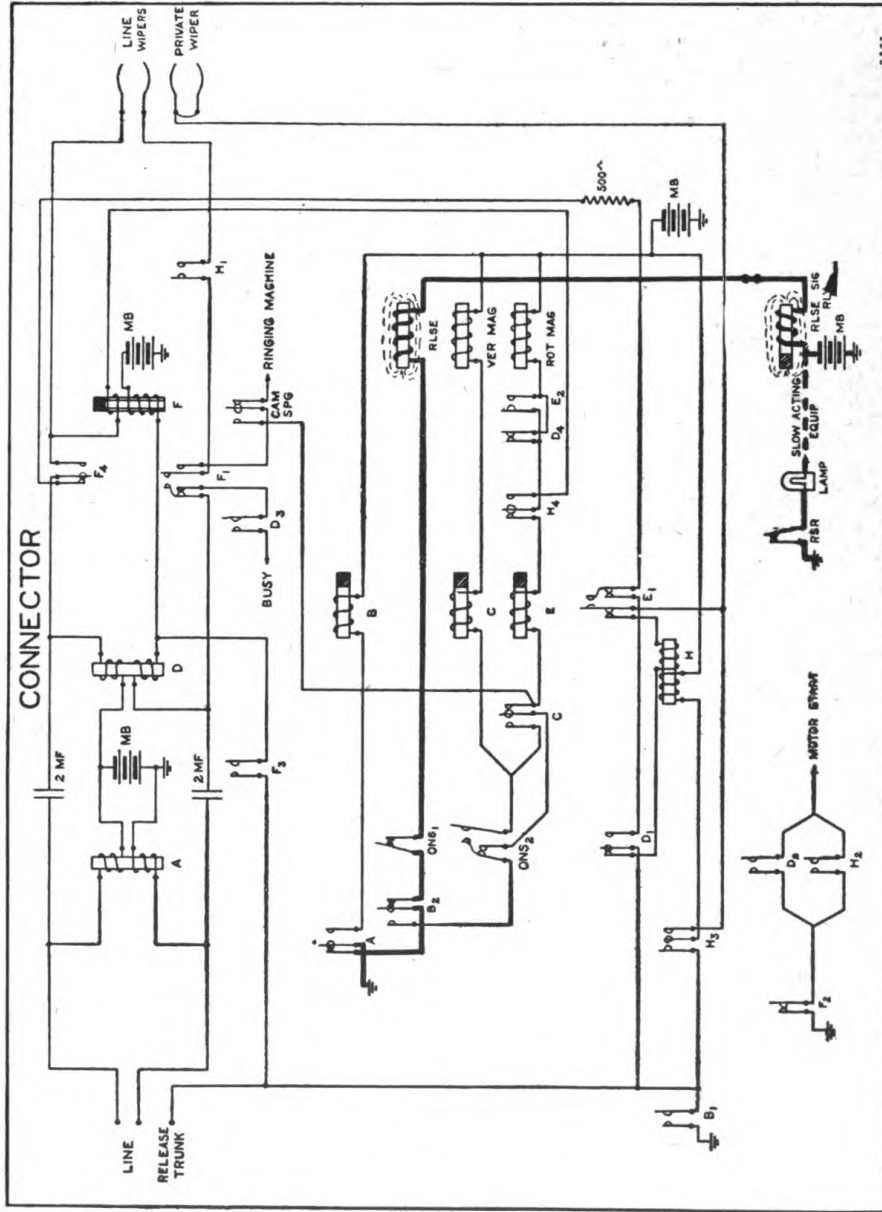 CONNECTOR
LINE
WIPERS
PRIVATE
WIPER
2 MF
MB
A
D
F4
F
MB
H1
2 MF
F3
BUSY
D3
F1
CAM
SPG
RINGING MACHINE
LINE
RELEASE
TRUNK
A
B2
ONS1
ONS2
B
C
E
C
RLSE
VER MAG
ROT MAG
H4
D4
E2
500
MB
D1
E1
H
H3
B1
F2
D2
H2
MOTOR START
RSR
LAMP
SLOW ACTING
EQUIP
RLSE SIG
RL
MB